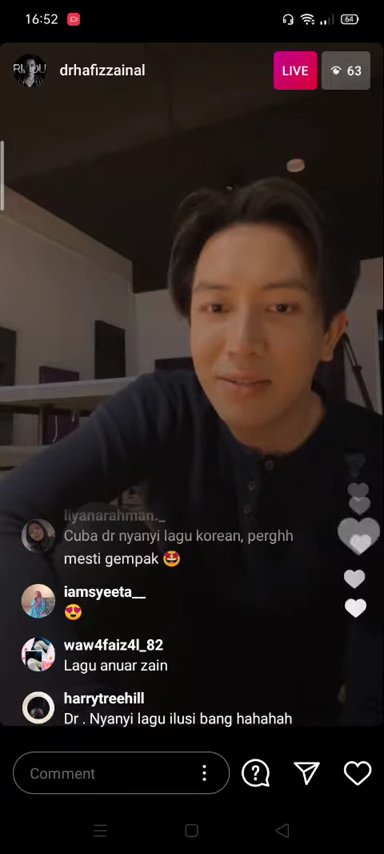 16:52
64
drhafizzainal
LIVE
63
liyanarahman._
Cuba dr nyanyi lagu korean, perghh
mesti gempak 🤩
iamsyeeta__
😍
waw4faiz4l_82
Lagu anuar zain
harrytreehill
Dr . Nyanyi lagu ilusi bang hahahah
Comment